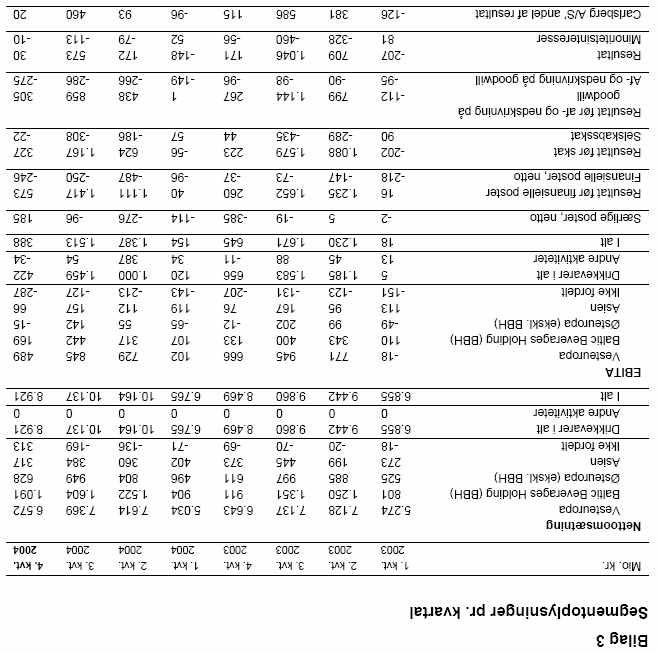 Bilag 3
Segmentoplysninger pr. kvartal
Mio. kr. 1. kvt. 2. kvt. 3. kvt. 4. kvt. 1. kvt. 2. kvt. 3. kvt. 4. kvt.
2003 2003 2003 2003 2004 2004 2004 2004
Nettoomsætning
Vesteuropa 5.274 7.128 7.137 6.643 5.034 7.614 7.369 6.572
Baltic Beverages Holding (BBH) 801 1.250 1.351 911 904 1.522 1.604 1.091
Østeuropa (ekskl. BBH) 525 885 997 611 496 804 949 628
Asien 273 199 445 373 402 360 384 317
Ikke fordelt -18 -20 -70 -69 -71 -136 -169 313
Drikkevarer i alt 6.855 9.442 9.860 8.469 6.765 10.164 10.137 8.921
Andre aktiviteter 0 0 0 0 0 0 0 0
I alt 6.855 9.442 9.860 8.469 6.765 10.164 10.137 8.921
EBITA
Vesteuropa -18 771 945 666 102 729 845 489
Baltic Beverages Holding (BBH) 110 343 400 133 107 317 442 169
Østeuropa (ekskl. BBH) -49 99 202 -12 -65 55 142 -15
Asien 113 95 167 76 119 112 157 66
Ikke fordelt -151 -123 -131 -207 -143 -213 -127 -287
Drikkevarer i alt 5 1.185 1.583 656 120 1.000 1.459 422
Andre aktiviteter 13 45 88 -11 34 387 54 -34
I alt 18 1.230 1.671 645 154 1.387 1.513 388
Særlige poster, netto -2 5 -19 -385 -114 -276 -96 185
Resultat før finansielle poster 16 1.235 1.652 260 40 1.111 1.417 573
Finansielle poster, netto -218 -147 -73 -37 -96 -487 -250 -246
Resultat før skat -202 1.088 1.579 223 -56 624 1.167 327
Selskabsskat 90 -289 -435 44 57 -186 -308 -22
Resultat før af- og nedskrivning på
goodwill -112 799 1.144 267 1 438 859 305
Af- og nedskrivning på goodwill -95 -90 -98 -96 -149 -266 -286 -275
Resultat -207 709 1.046 171 -148 172 573 30
Minoritetsinteresser 81 -328 -460 -56 52 -79 -113 -10
Carlsberg A/S' andel af resultat -126 381 586 115 -96 93 460 20